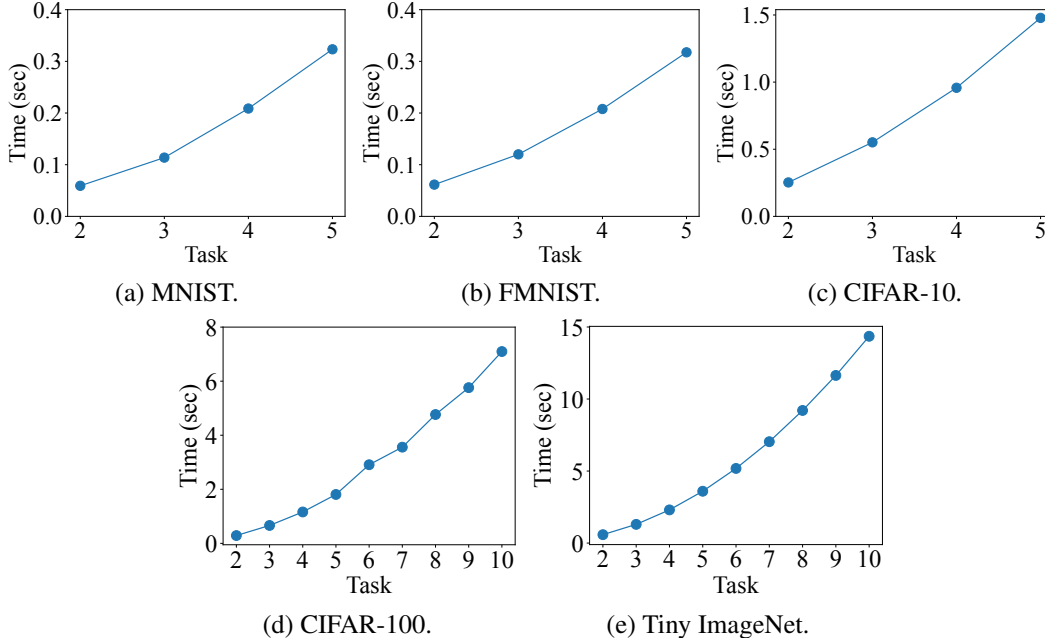 0.4
0.3
0.2
0.1
0.0
Time (sec)
2 3 4 5
Task
(a) MNIST.
0.4
0.3
0.2
0.1
0.0
Time (sec)
2 3 4 5
Task
(b) FMNIST.
1.5
1.0
0.5
0.0
Time (sec)
2 3 4 5
Task
(c) CIFAR-10.
8
6
4
2
0
Time (sec)
2 3 4 5 6 7 8 9 10
Task
(d) CIFAR-100.
15
10
5
0
Time (sec)
2 3 4 5 6 7 8 9 10
Task
(e) Tiny ImageNet.